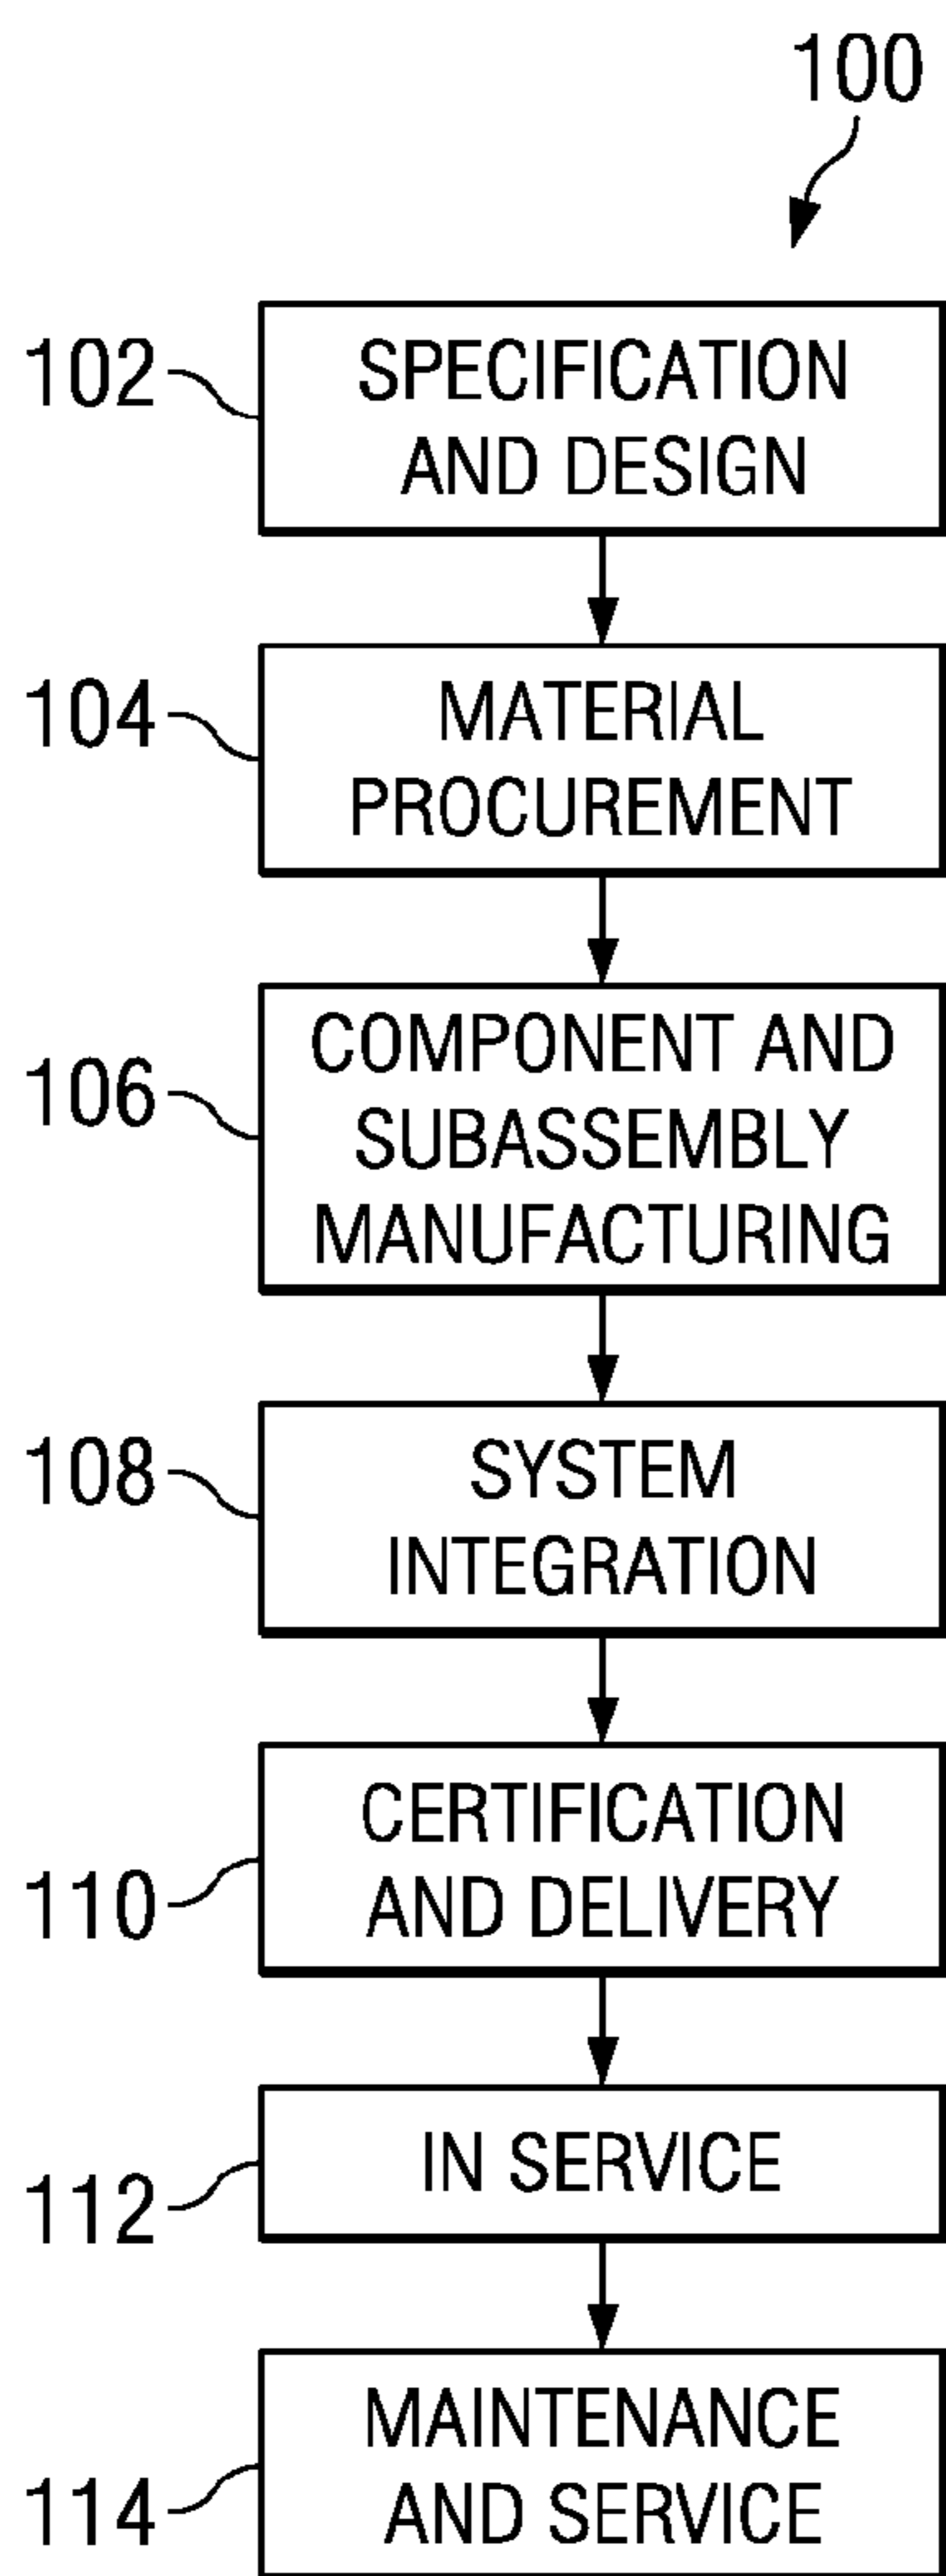 100
102
SPECIFICATION
AND DESIGN
104
MATERIAL
PROCUREMENT
106
COMPONENT AND
SUBASSEMBLY
MANUFACTURING
108
SYSTEM
INTEGRATION
110
CERTIFICATION
AND DELIVERY
112
IN SERVICE
114
MAINTENANCE
AND SERVICE